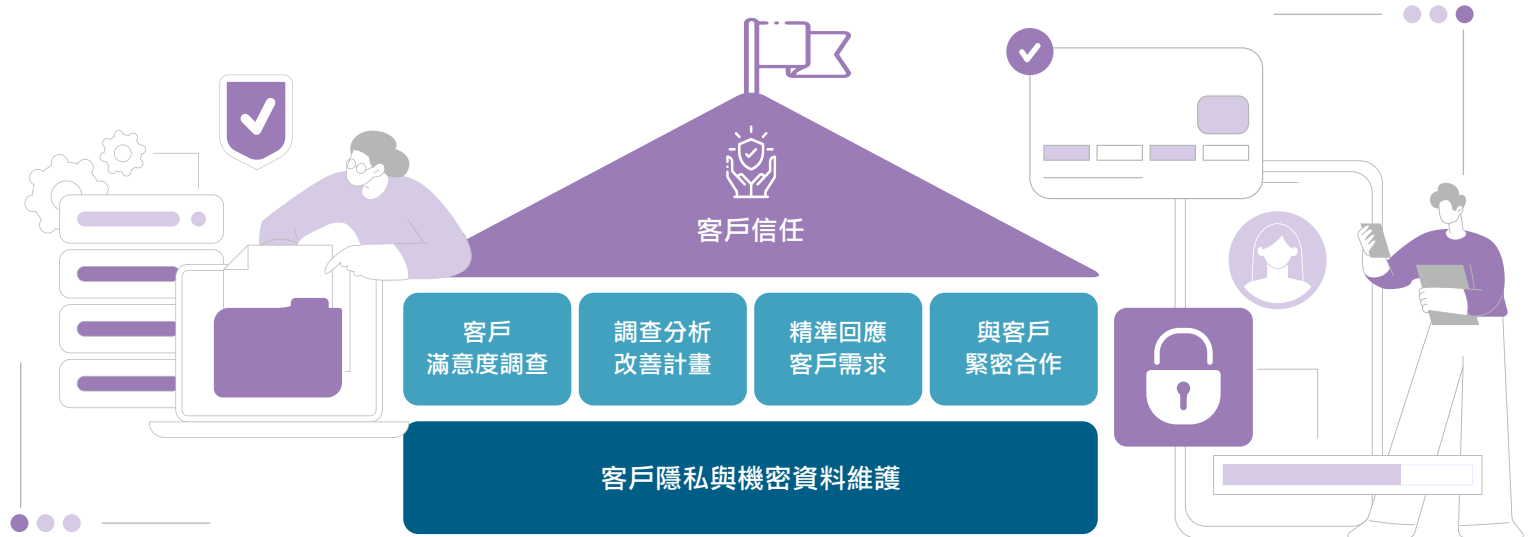 客戶信任
客戶
滿意度調查
調查分析
改善計畫
精準回應
客戶需求
與客戶
緊密合作
客戶隱私與機密資料維護